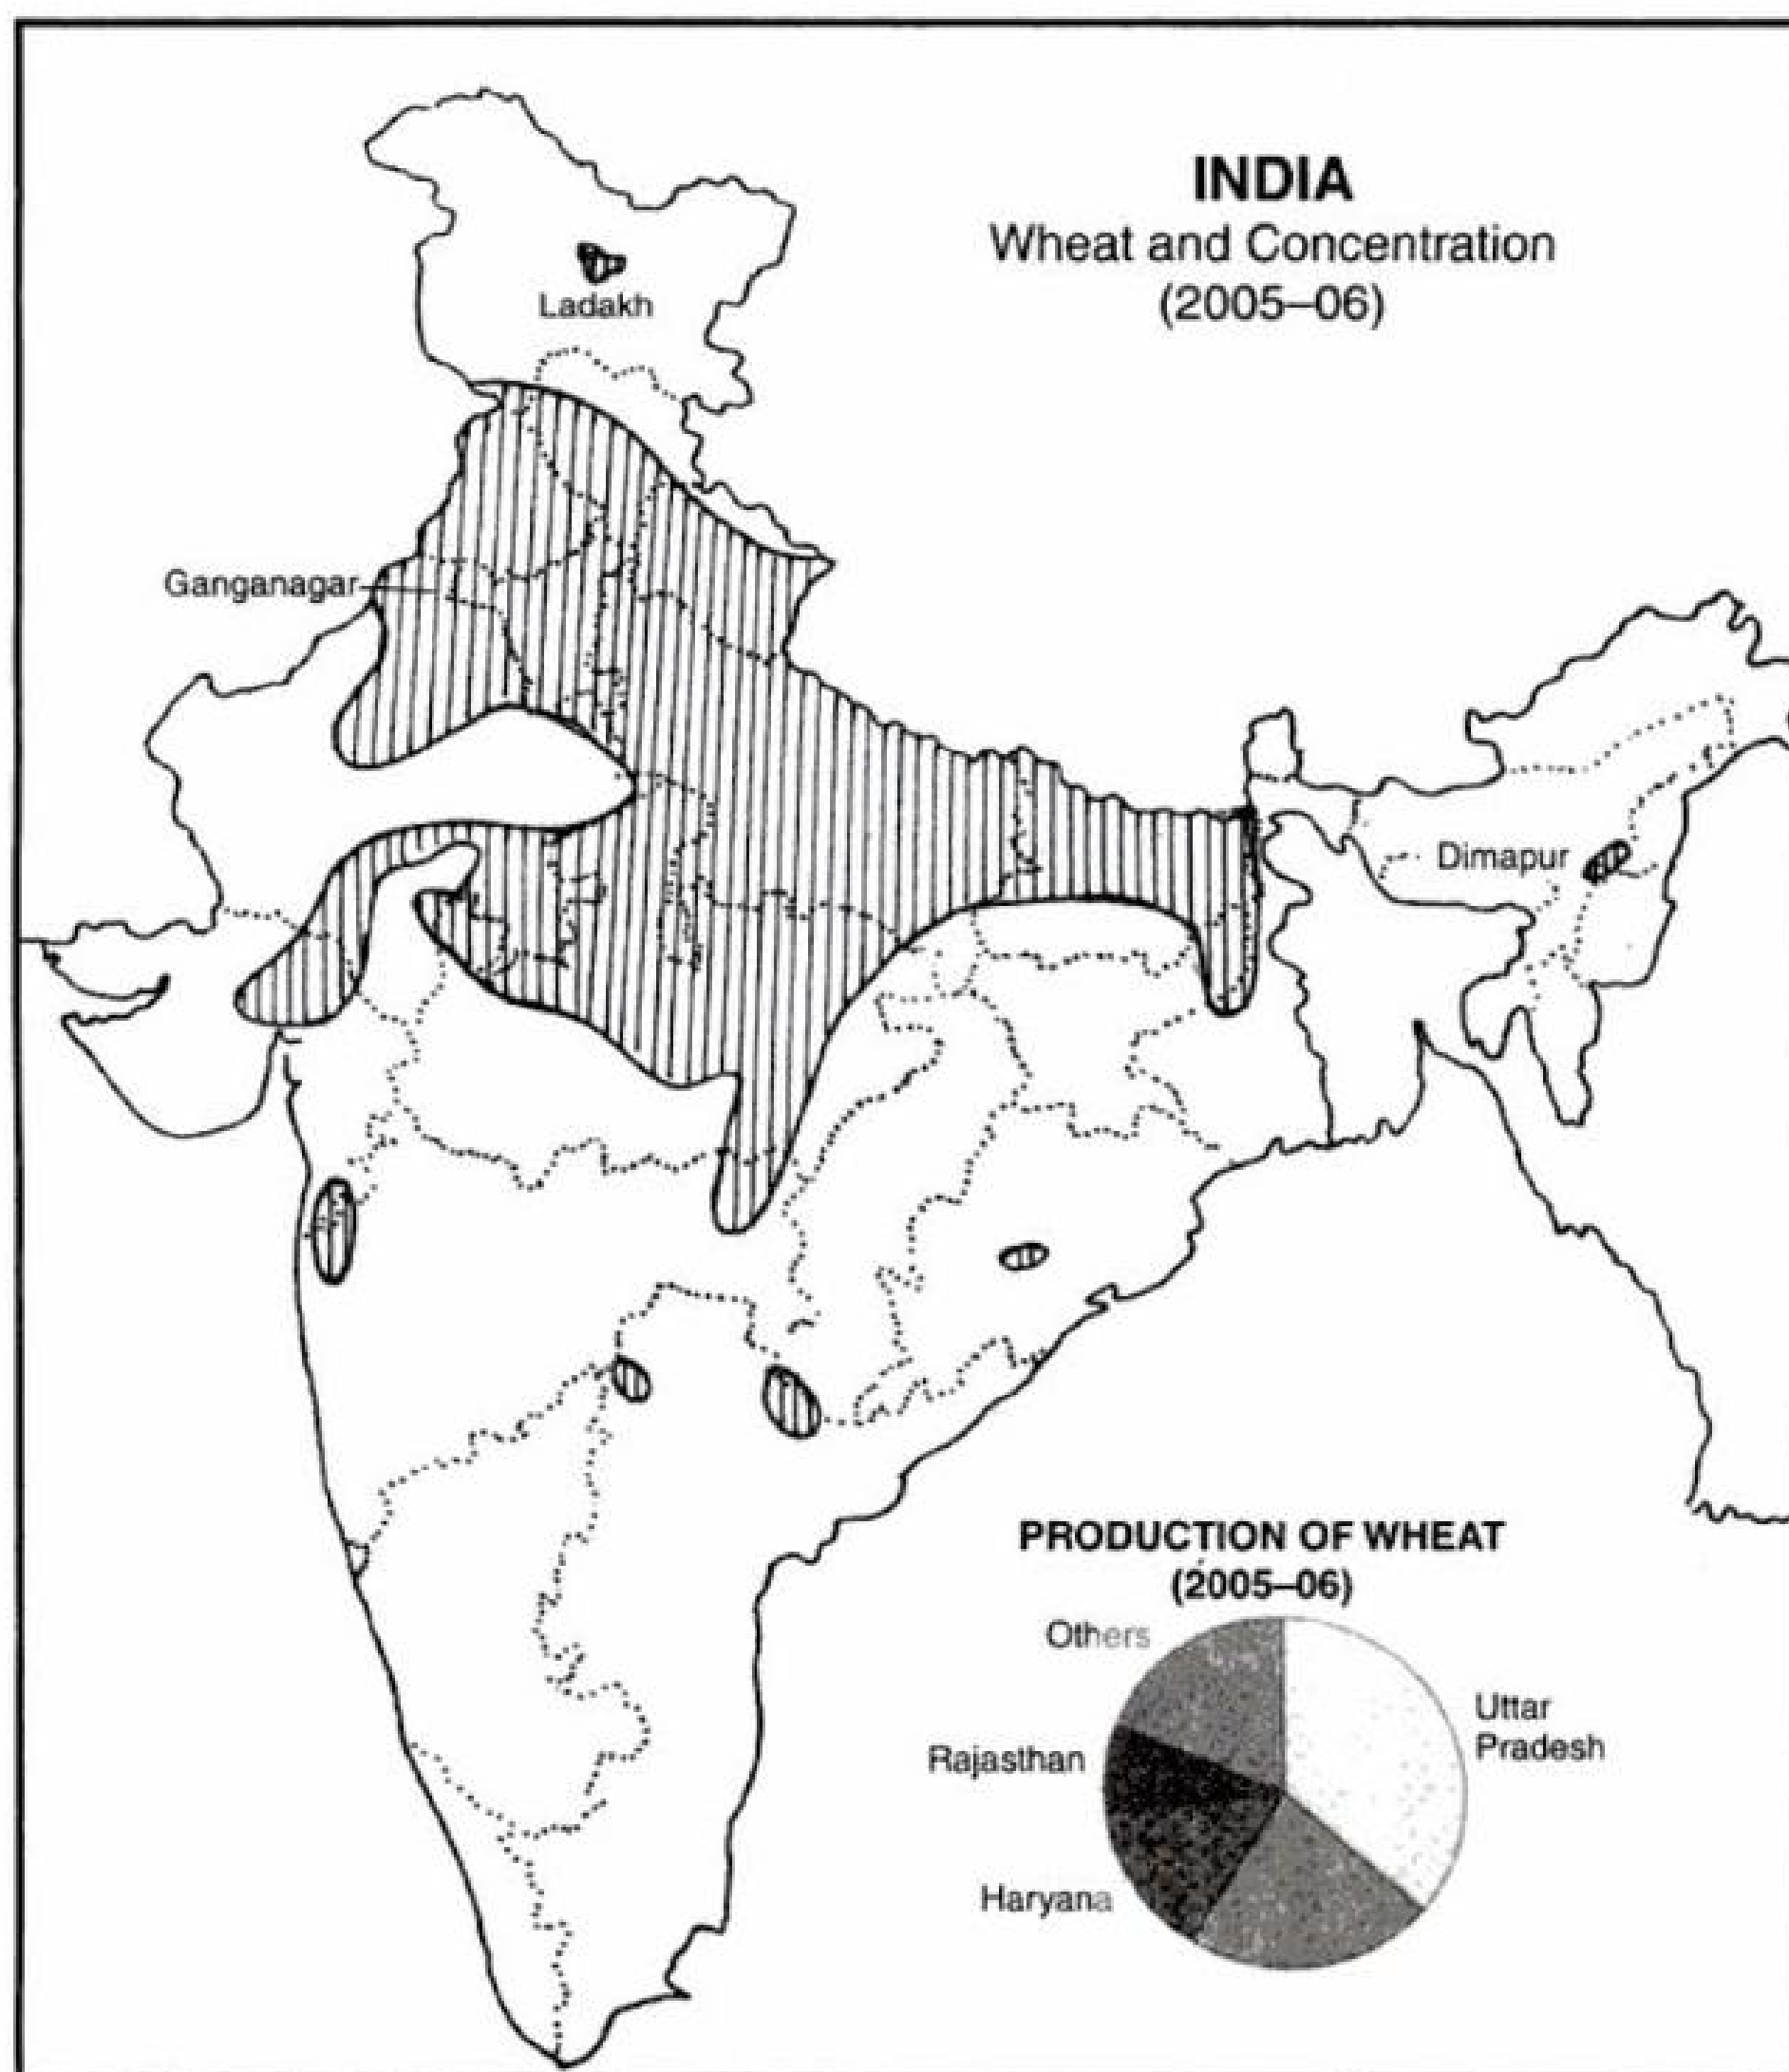 INDIA
Wheat and Concentration
(2005–06)
Ladakh
Ganganagar
Dimapur
PRODUCTION OF WHEAT
(2005–06)
Others
Uttar
Pradesh
Rajasthan
Haryana